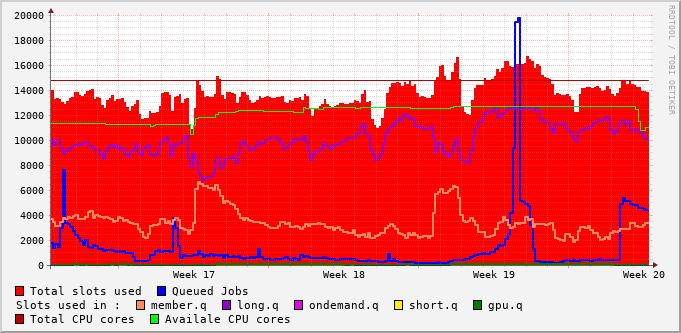 RRDTOOL / TOBI OETIKER
20000
18000
16000
14000
12000
10000
8000
6000
4000
2000
0
Week 17 Week 18 Week 19 Week 20
Total slots used Queued Jobs
Slots used in : member.q long.q ondemand.q short.q gpu.q
Total CPU cores Availale CPU cores